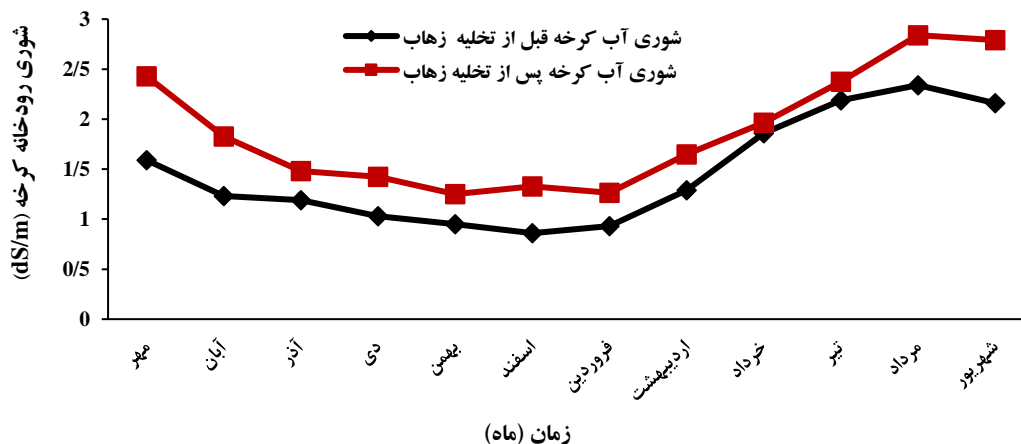 شوری رودخانه کرخه (dS/m)
3
2/5
2
1/5
1
0/5
0
شوری آب کرخه قبل از تخلیه زهاب
شوری آب کرخه پس از تخلیه زهاب
مهر
آبان
آذر
دی
بهمن
اسفند
فروردین
اردیبهشت
خرداد
تیر
مرداد
شهریور
زمان (ماه)